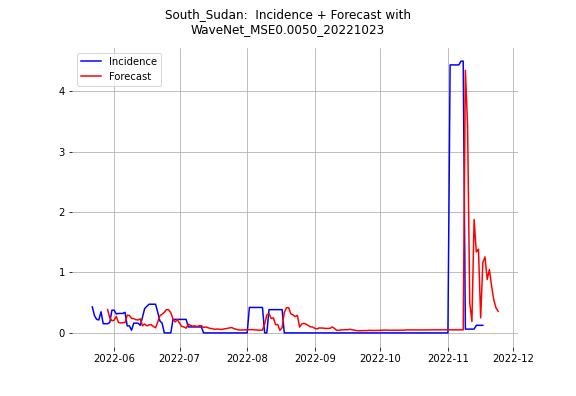 South_Sudan:  Incidence + Forecast with
WaveNet_MSE0.0050_20221023
Incidence
Forecast
4
3
2
1
0
2022-06 2022-07 2022-08 2022-09 2022-10 2022-11 2022-12